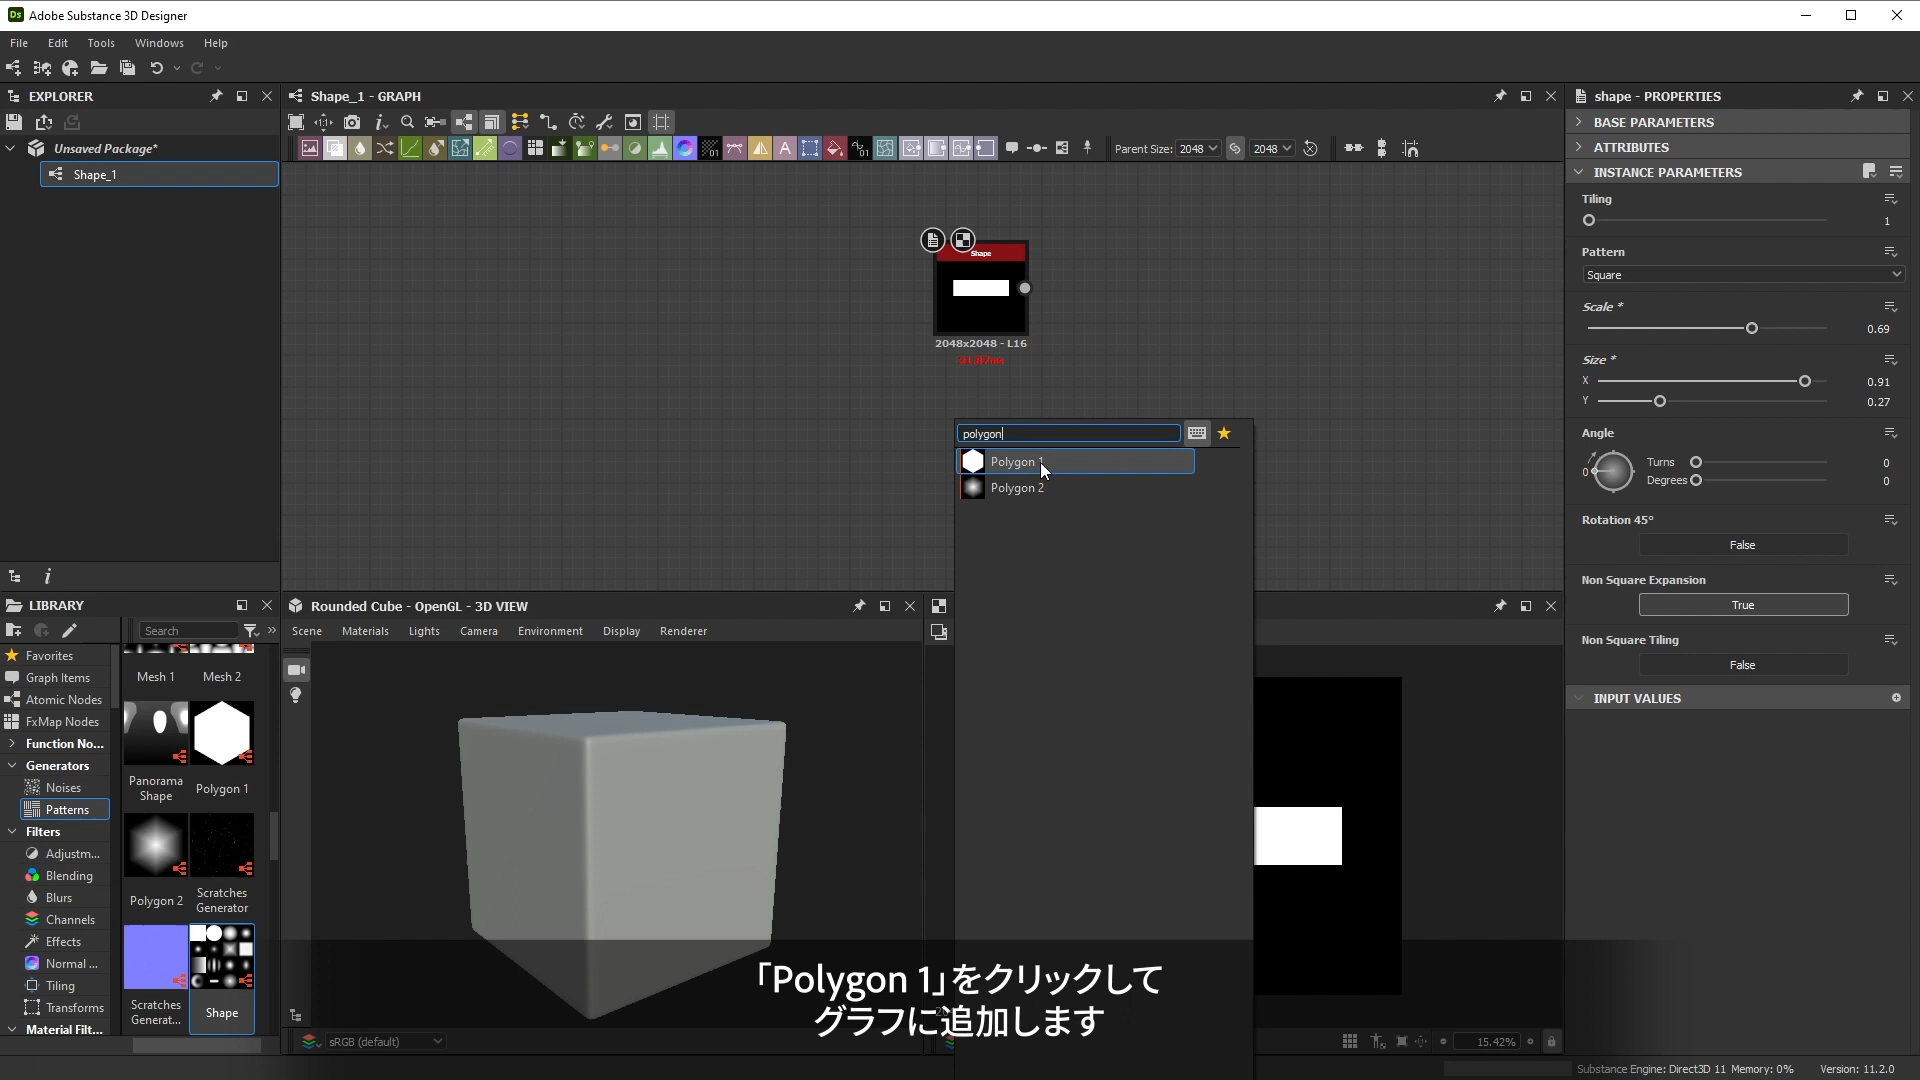 Ds Adobe Substance 3D Designer
File Edit Tools Windows Help
EXPLORER
Unsaved Package*
Shape_1
Shape_1 - GRAPH
Parent Size: 2048 2048
Shape
2048x2048 - L16
21.87ms
polygon
Polygon 1
Polygon 2
shape - PROPERTIES
BASE PARAMETERS
ATTRIBUTES
INSTANCE PARAMETERS
Tiling
1
Pattern
Square
Scale *
0.69
Size *
X 0.91
Y 0.27
Angle
0 Turns 0
Degrees 0
Rotation 45°
False
Non Square Expansion
True
Non Square Tiling
False
INPUT VALUES
LIBRARY
Search
Favorites
Graph Items
Atomic Nodes
FxMap Nodes
Function No...
Generators
Noises
Patterns
Filters
Adjustm...
Blending
Blurs
Channels
Effects
Normal ...
Tiling
Transforms
Material Filt...
Mesh 1 Mesh 2
Panorama
Shape
Polygon 1
Polygon 2
Scratches
Generator
Scratches
Generat...
Shape
Rounded Cube - OpenGL - 3D VIEW
Scene Materials Lights Camera Environment Display Renderer
sRGB (default)
15.42%
「Polygon 1」をクリックして
グラフに追加します
Substance Engine: Direct3D 11 Memory: 0% Version: 11.2.0